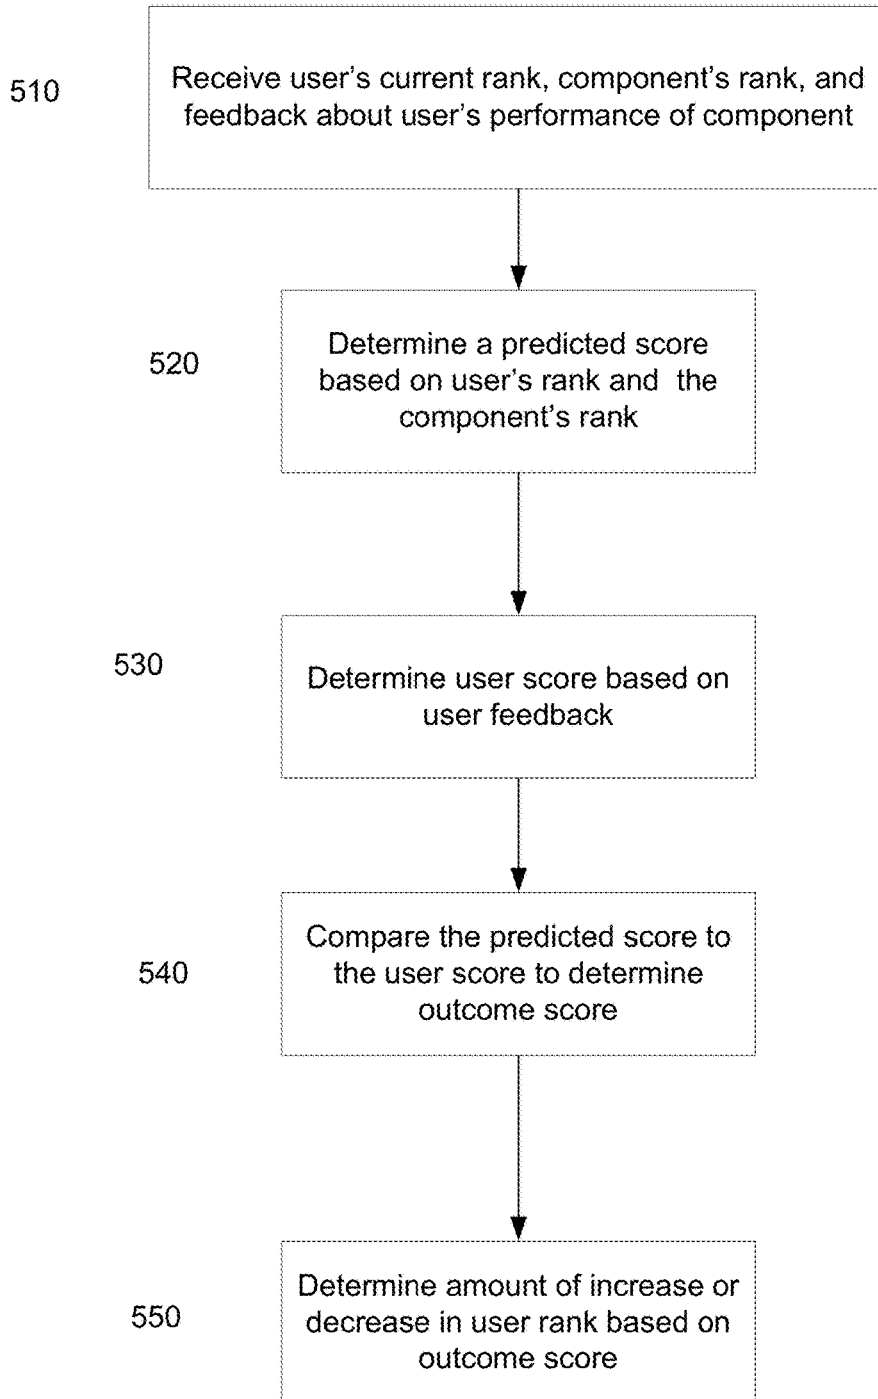 510
Receive user's current rank, component's rank, and
feedback about user's performance of component
520
Determine a predicted score
based on user's rank and the
component's rank
530
Determine user score based on
user feedback
540
Compare the predicted score to
the user score to determine
outcome score
550
Determine amount of increase or
decrease in user rank based on
outcome score